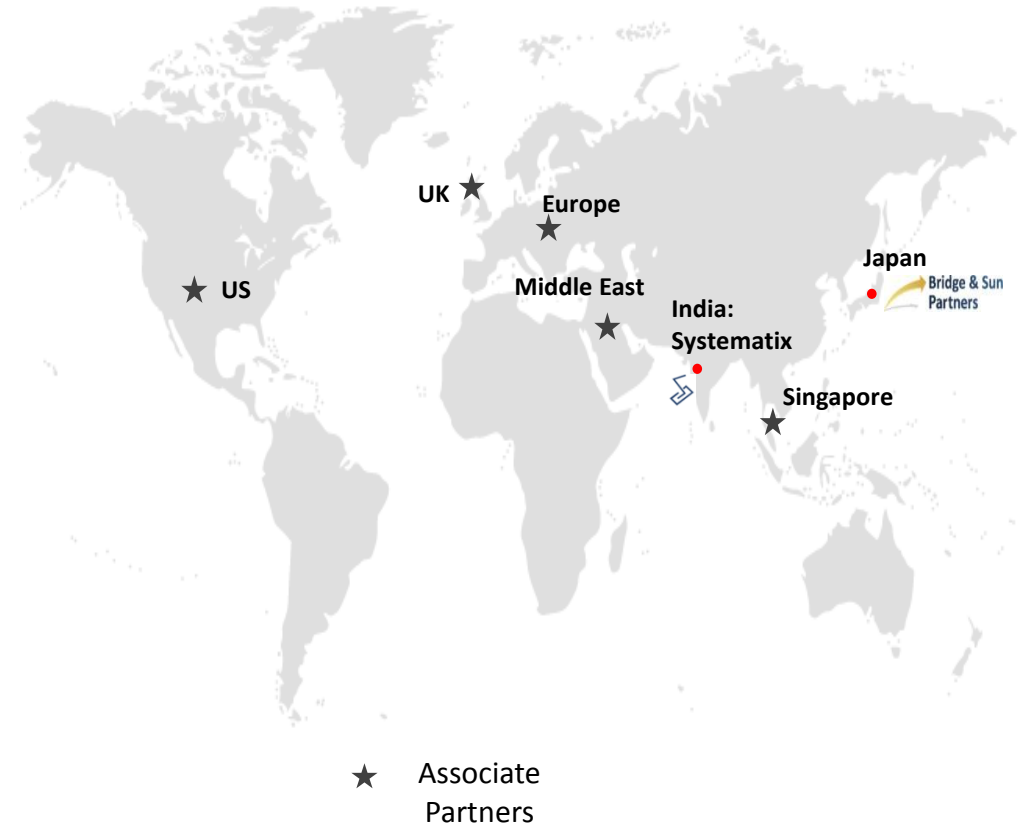 UK
Europe
US
Middle East
Japan
Bridge & Sun
Partners
India:
Systematix
Singapore
Associate
Partners